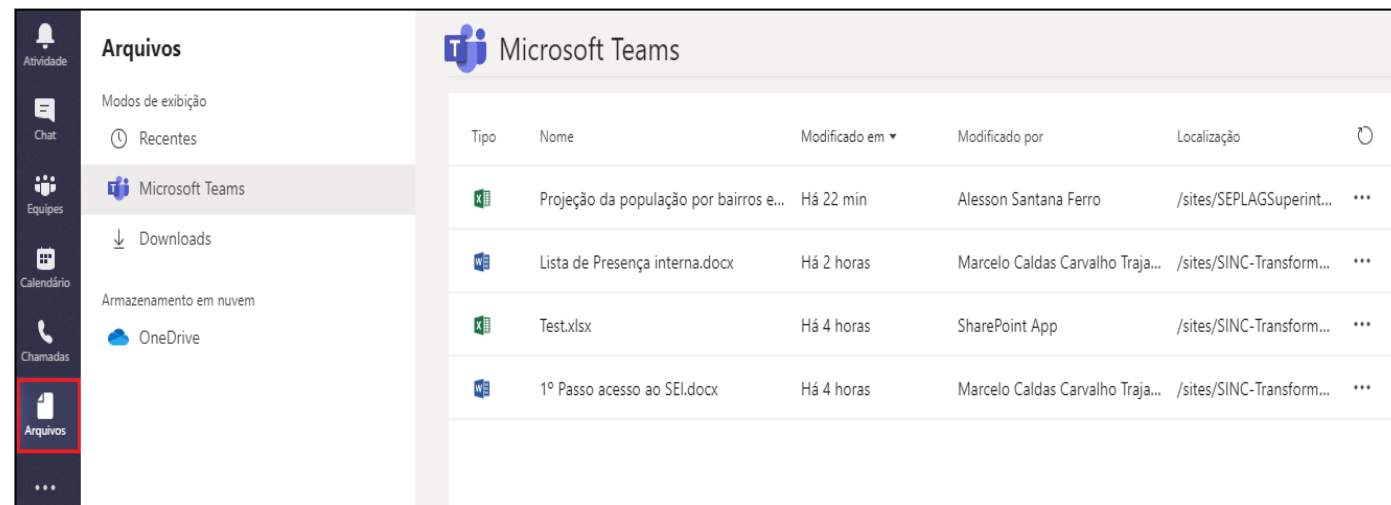 Atividade
Chat
Equipes
Calendário
Chamadas
Arquivos
...
Arquivos
Modos de exibição
Recentes
Microsoft Teams
Downloads
Armazenamento em nuvem
OneDrive
Microsoft Teams
Tipo Nome Modificado em Modificado por Localização
Projeção da população por bairros e... Há 22 min Alesson Santana Ferro /sites/SEPLAGSuperint... ...
Lista de Presença interna.docx Há 2 horas Marcelo Caldas Carvalho Traja... /sites/SINC-Transform... ...
Test.xlsx Há 4 horas SharePoint App /sites/SINC-Transform... ...
1º Passo acesso ao SEI.docx Há 4 horas Marcelo Caldas Carvalho Traja... /sites/SINC-Transform... ...